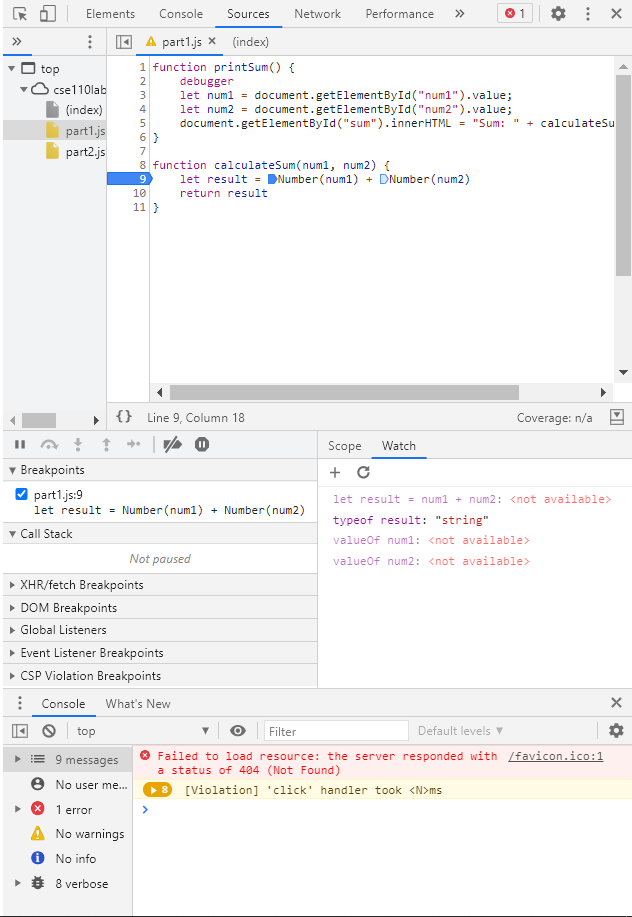 Elements Console Sources Network Performance » 1
» part1.js × (index)
top
cse110lab
(index)
part1.js
part2.js
1 function printSum() {
2 debugger
3 let num1 = document.getElementById("num1").value;
4 let num2 = document.getElementById("num2").value;
5 document.getElementById("sum").innerHTML = "Sum: " + calculateSu
6 }
7
8 function calculateSum(num1, num2) {
9 let result = Number(num1) + Number(num2)
10 return result
11 }
{} Line 9, Column 18 Coverage: n/a
Breakpoints
part1.js:9
let result = Number(num1) + Number(num2)
Call Stack
Not paused
XHR/fetch Breakpoints
DOM Breakpoints
Global Listeners
Event Listener Breakpoints
CSP Violation Breakpoints
Scope Watch
let result = num1 + num2: <not available>
typeof result: "string"
valueOf num1: <not available>
valueOf num2: <not available>
Console What's New
top Filter Default levels
9 messages
No user me...
1 error
No warnings
No info
8 verbose
Failed to load resource: the server responded with /favicon.ico:1
a status of 404 (Not Found)
8 [Violation] 'click' handler took <N>ms